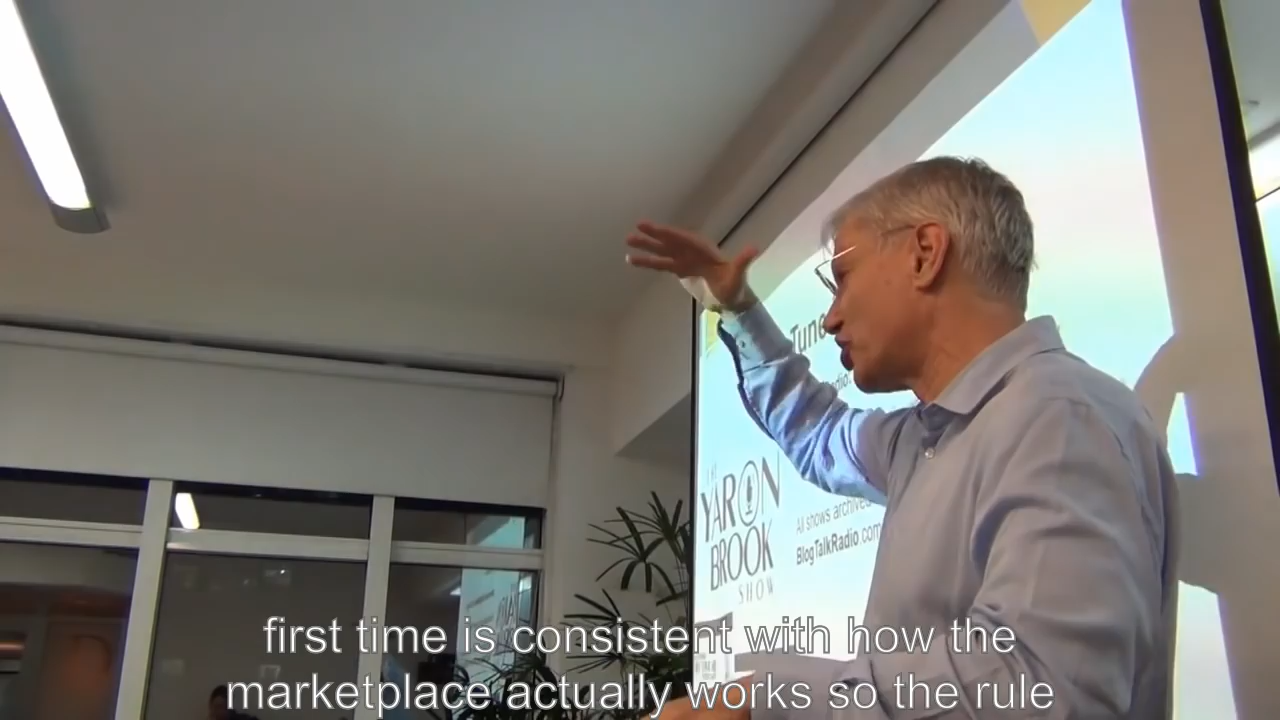 Tune
THE
YARON
BROOK
SHOW
All shows archived
BlogTalkRadio.com
first time is consistent with how the
marketplace actually works so the rule